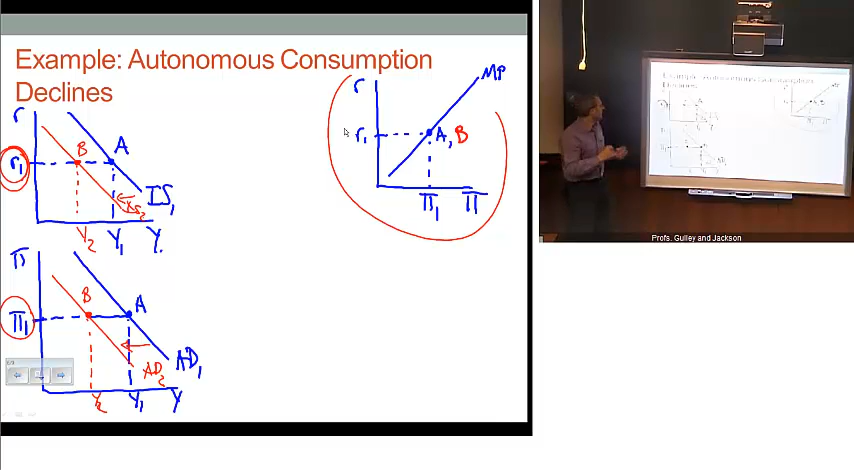 Example: Autonomous Consumption
Declines
r
r₁
B
A
IS₂
IS₁
Y₂
Y₁
Y
π
π₁
B
A
AD₂
AD₁
Y₂
Y₁
Y
r
MP
r₁
A, B
π₁
π
Profs. Gulley and Jackson